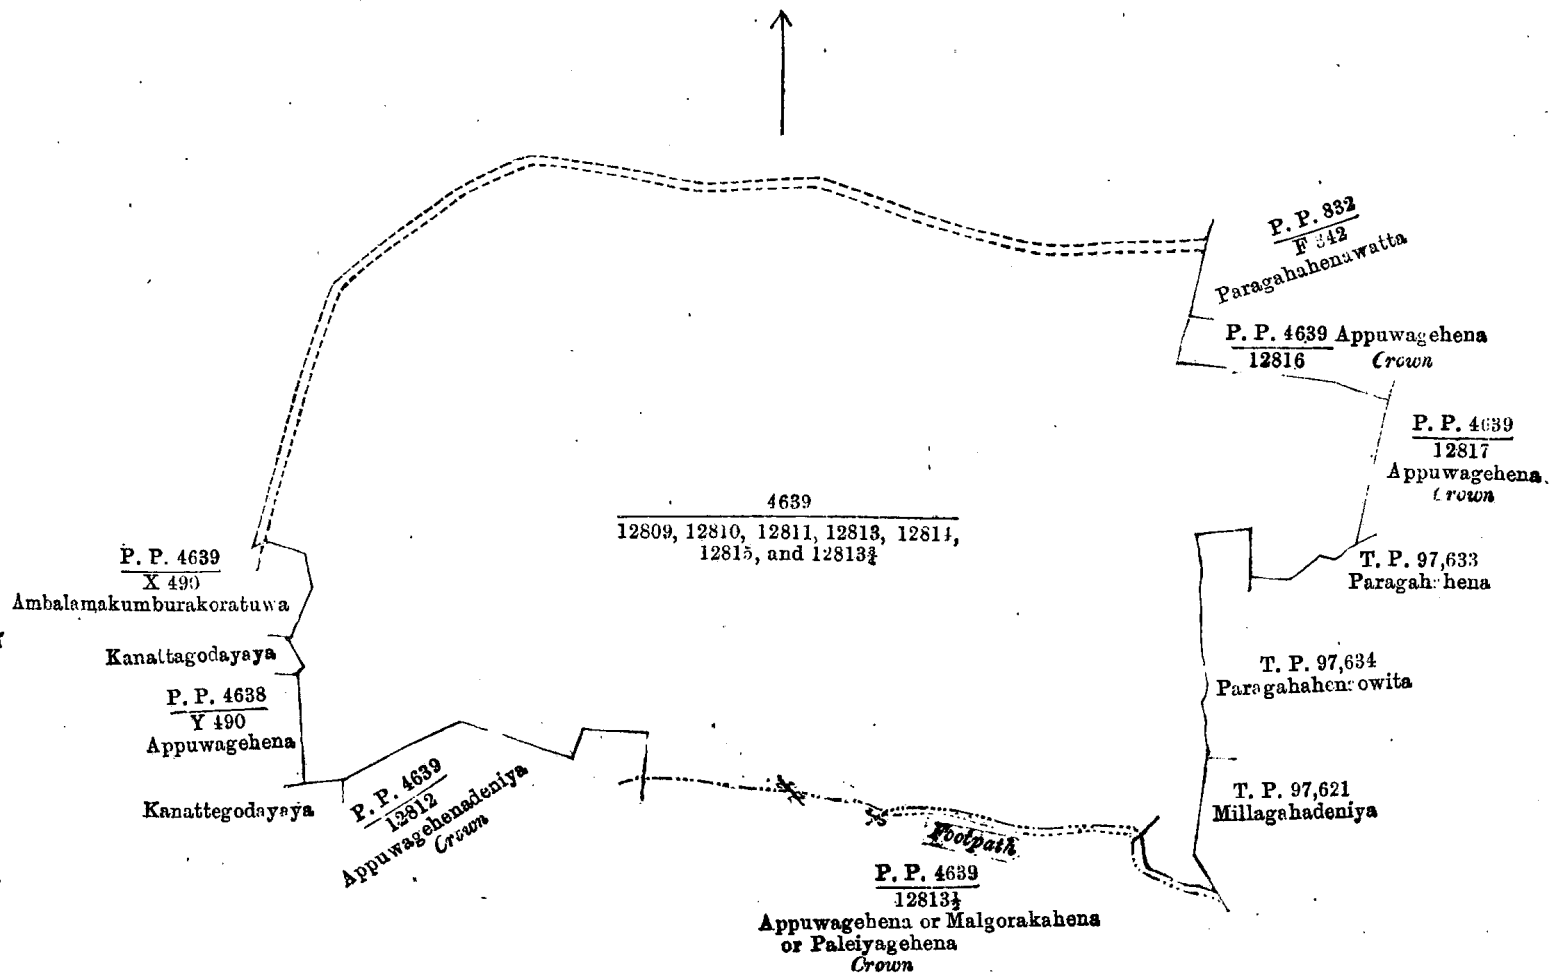 P. P. 832
F 342
Paragahahenawatta
P. P. 4639 Appuwagehena
12816 Crown
P. P. 4639
12817
Appuwagehena
Crown
4639
12809, 12810, 12811, 12813, 12814,
12815, and 12813¾
P. P. 4639
X 490
Ambalamakumburakoratuwa
T. P. 97,633
Paragahahena
Kanattagodayaya
T. P. 97,634
Paragahahenaowita
P. P. 4638
Y 490
Appuwagehena
Kanattegodayaya
P. P. 4639
12812
Appuwagehenadeniya
Crown
T. P. 97,621
Millagahadeniya
Footpath
P. P. 4639
12813½
Appuwagehena or Malgorakahena
or Paleiyagehena
Crown